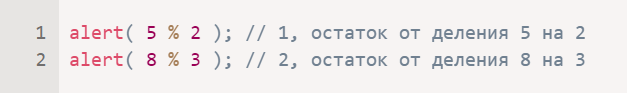 1 alert( 5 % 2 ); // 1, остаток от деления 5 на 2
2 alert( 8 % 3 ); // 2, остаток от деления 8 на 3